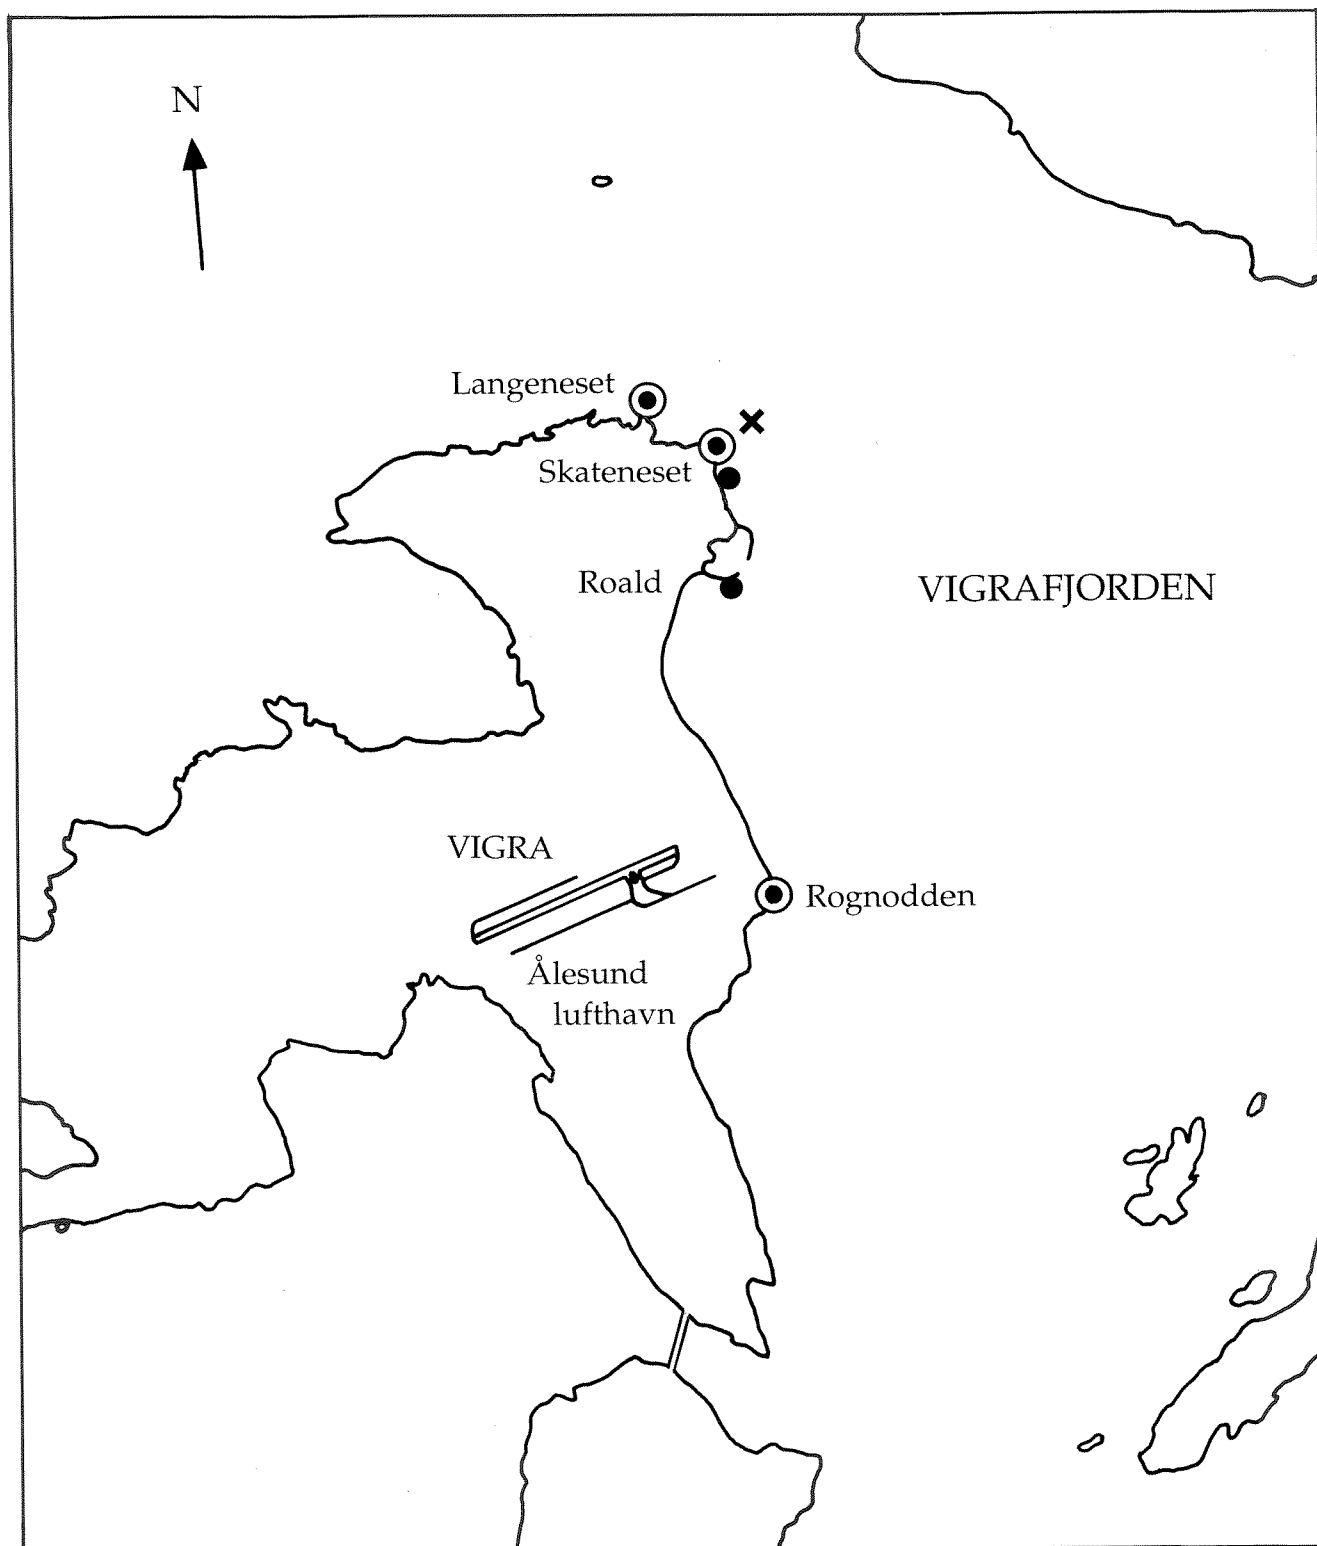 N
Langeneset
Skateneset
Roald
VIGRAFJORDEN
VIGRA
Rognodden
Ålesund
lufthavn